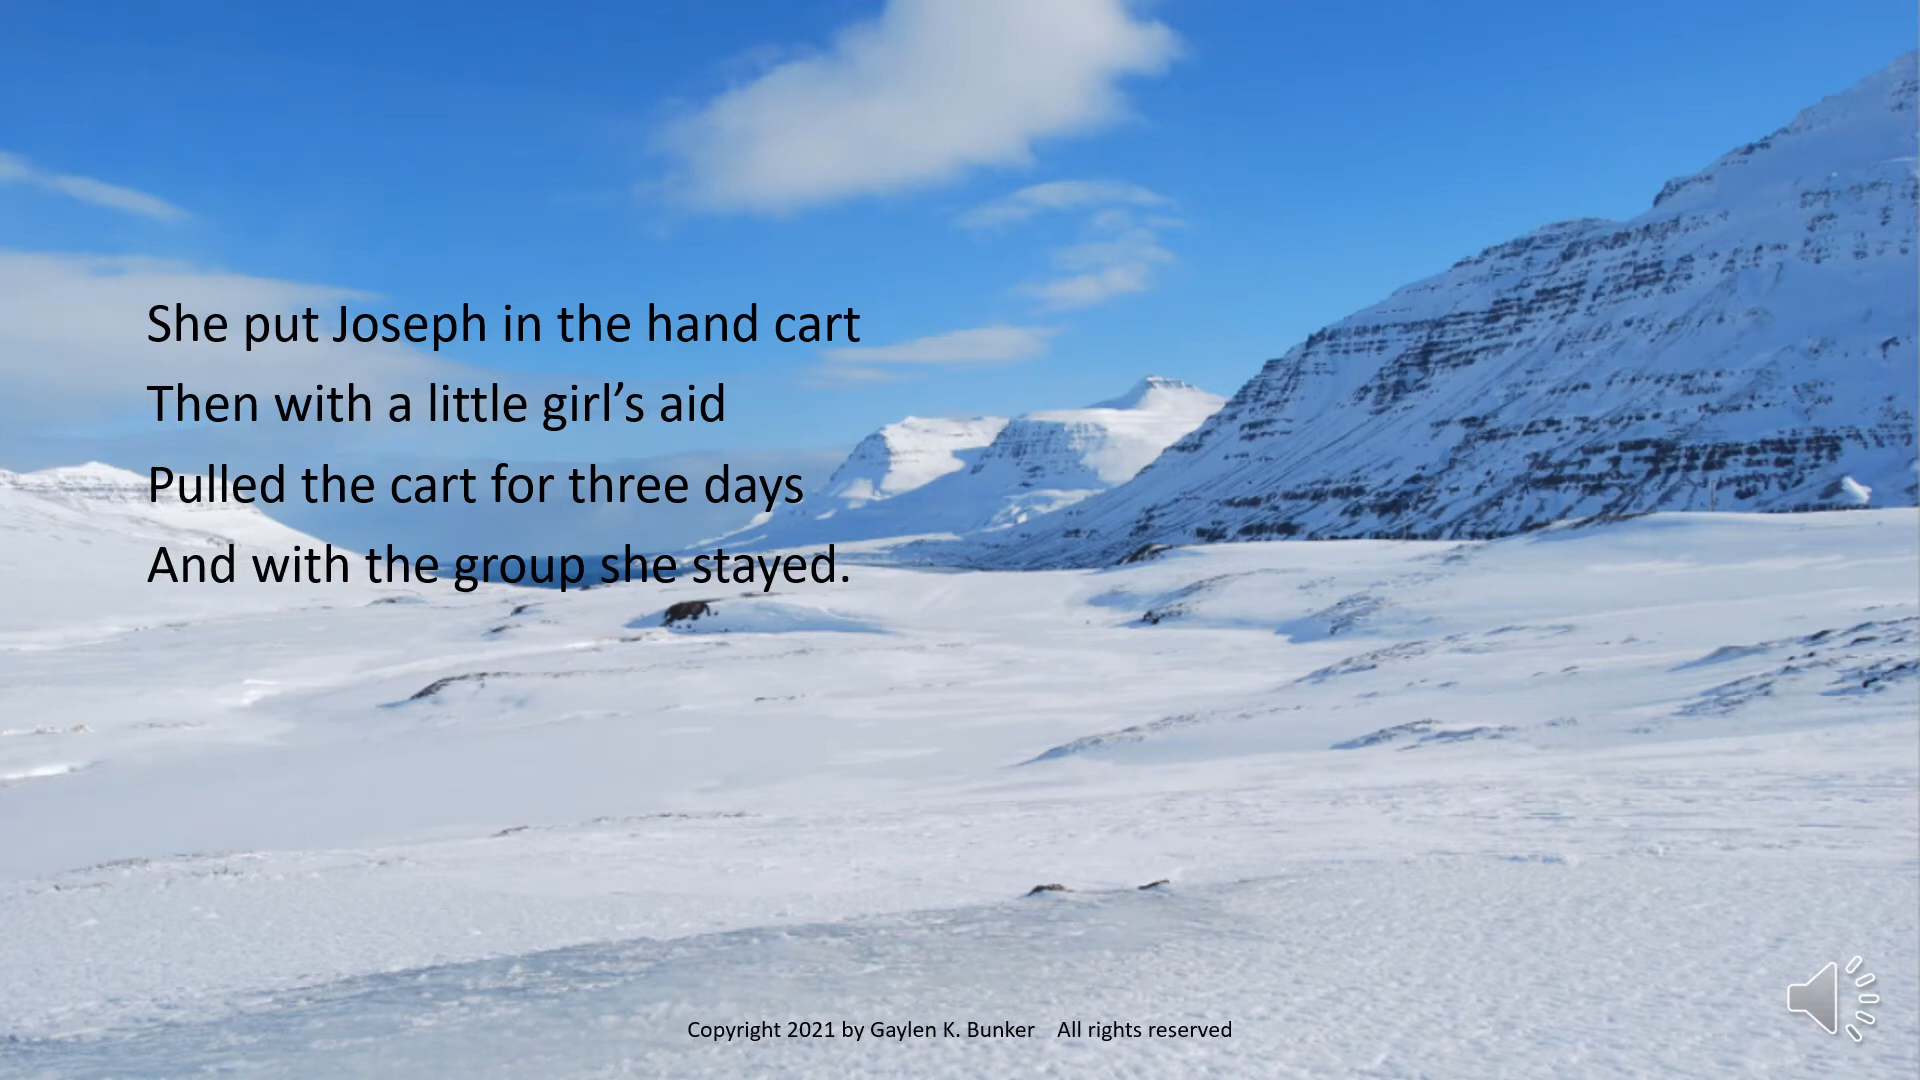 She put Joseph in the hand cart
Then with a little girl’s aid
Pulled the cart for three days
And with the group she stayed.
Copyright 2021 by Gaylen K. Bunker    All rights reserved